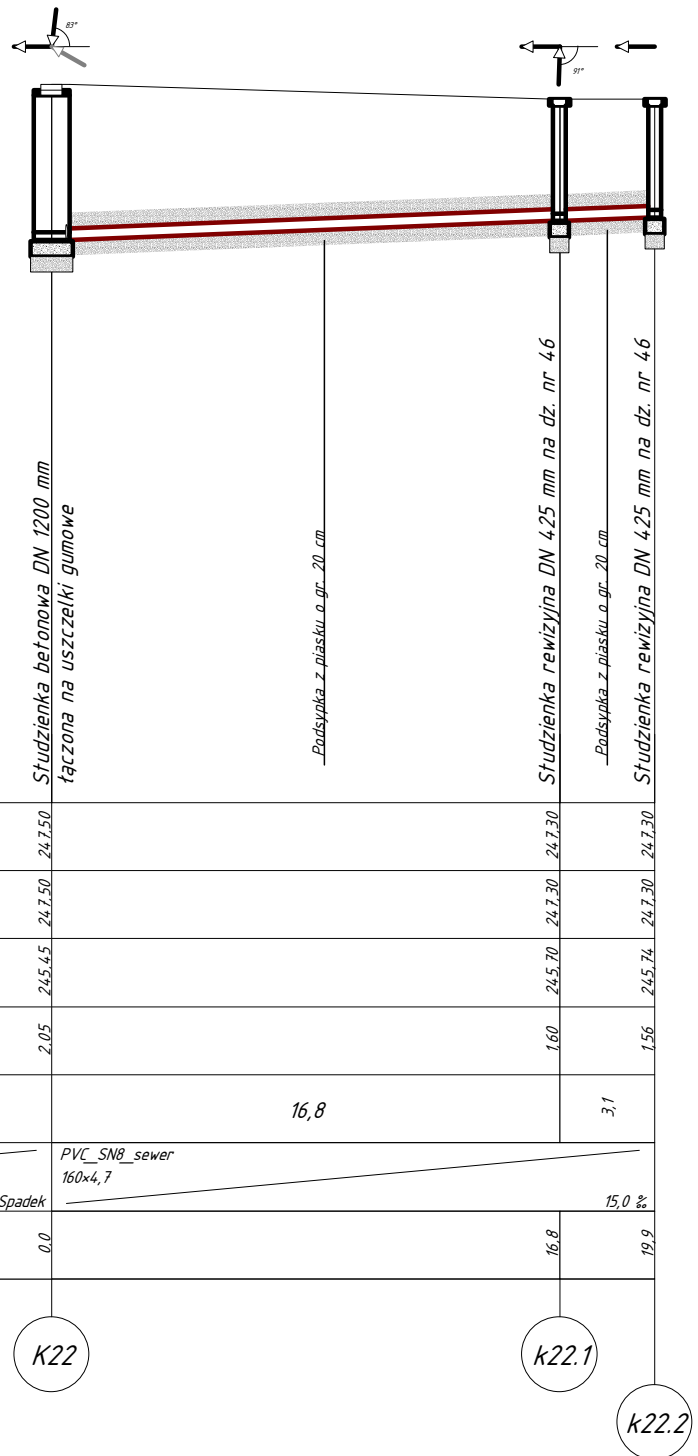 83°
91°
Studzienka betonowa DN 1200 mm
łączona na uszczelki gumowe
Podsypka z piasku o gr. 20 cm
Studzienka rewizyjna DN 425 mm na dz. nr 46
Podsypka z piasku o gr. 20 cm
Studzienka rewizyjna DN 425 mm na dz. nr 46
247,50 247,30 247,30
247,50 247,30 247,30
245,45 245,70 245,74
2,05 1,60 1,56
16,8 3,1
PVC_SN8_sewer
160x4,7
Spadek 15,0 ‰
0,0 16,8 19,9
K22 k22.1
k22.2